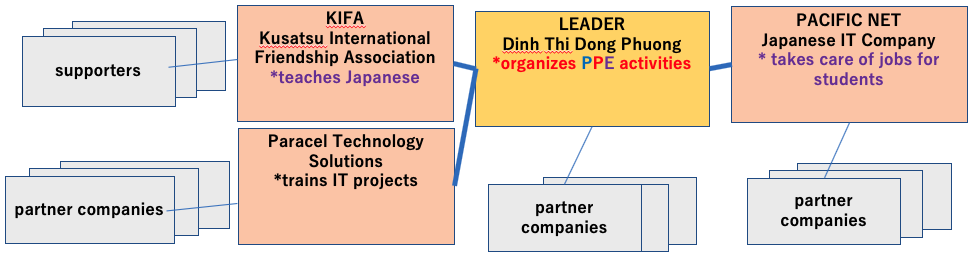 supporters
KIFA
Kusatsu International
Friendship Association
*teaches Japanese
LEADER
Dinh Thi Dong Phuong
*organizes PPE activities
PACIFIC NET
Japanese IT Company
* takes care of jobs for
students
partner companies
Paracel Technology
Solutions
*trains IT projects
partner
companies
partner
companies